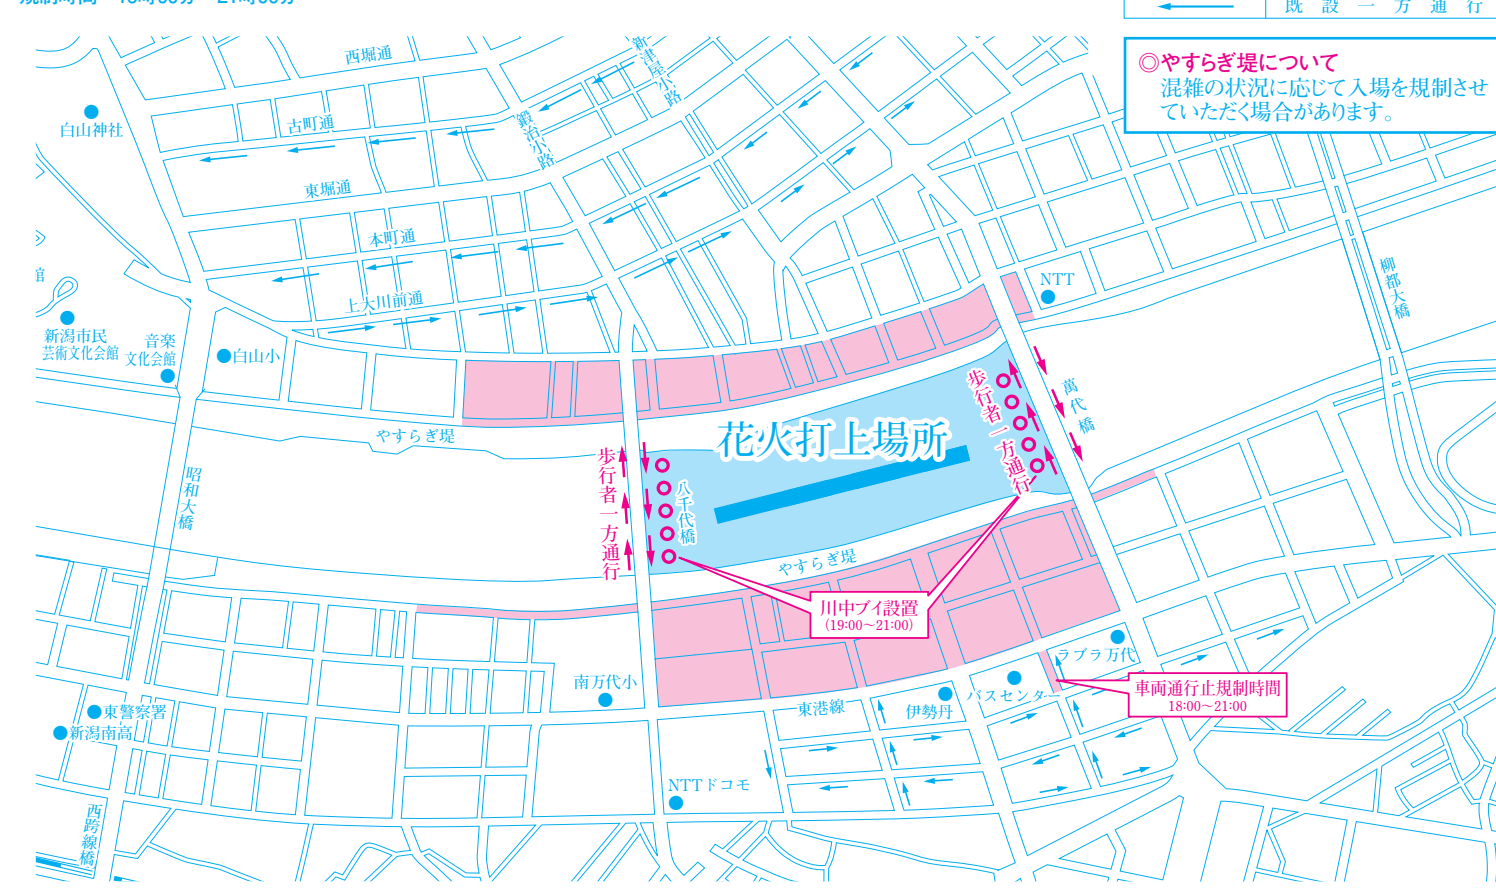 既設一方通行
◎やすらぎ堤について
混雑の状況に応じて入場を規制させ
ていただく場合があります。
西堀通
新津屋小路
白山神社
古町通
鍛冶小路
東堀通
本町通
上大川前通
NTT
柳都大橋
館
新潟市民
芸術文化会館
音楽
文化会館
白山小
萬代橋
歩行者一方通行
花火打上場所
やすらぎ堤
昭和大橋
歩行者一方通行
八千代橋
やすらぎ堤
川中ブイ設置
(19:00〜21:00)
南万代小
ラブラ万代
バスセンター
車両通行止規制時間
18:00〜21:00
東港線
伊勢丹
東警察署
新潟南高
NTTドコモ
西跨線橋